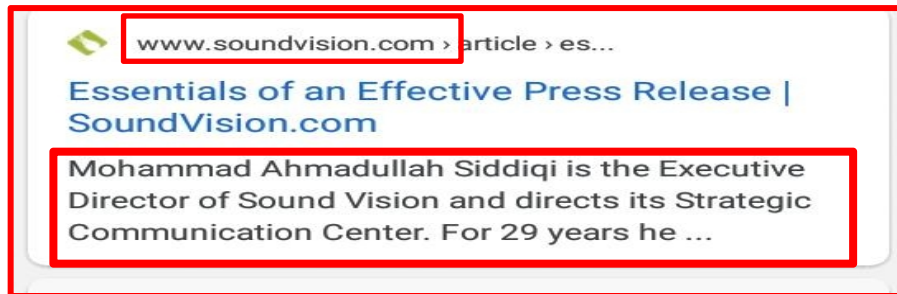 www.soundvision.com › article › es...
Essentials of an Effective Press Release |
SoundVision.com
Mohammad Ahmadullah Siddiqi is the Executive
Director of Sound Vision and directs its Strategic
Communication Center. For 29 years he ...